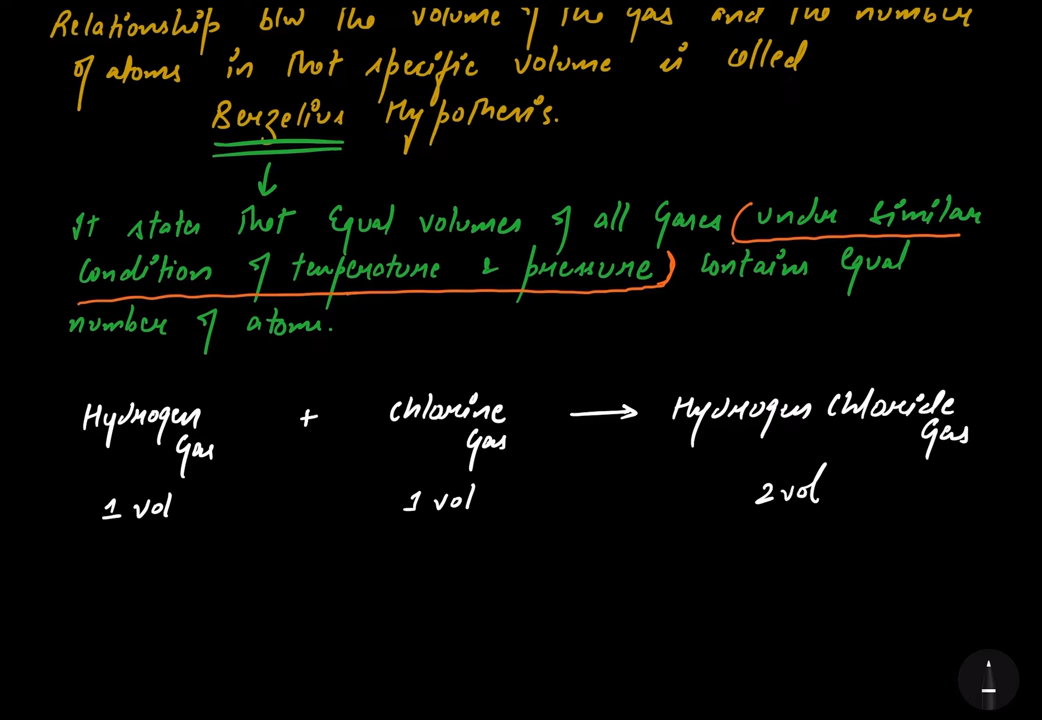 Relationship b/w the volume of the gas and the number
of atoms in that specific volume is called
Berzelius Hypothesis.
It states that Equal volumes of all Gases (under similar
condition of temperature & pressure) contains equal
number of atoms.
Hydrogen + Chlorine → Hydrogen Chloride
Gas Gas Gas
1 vol 1 vol 2 vol